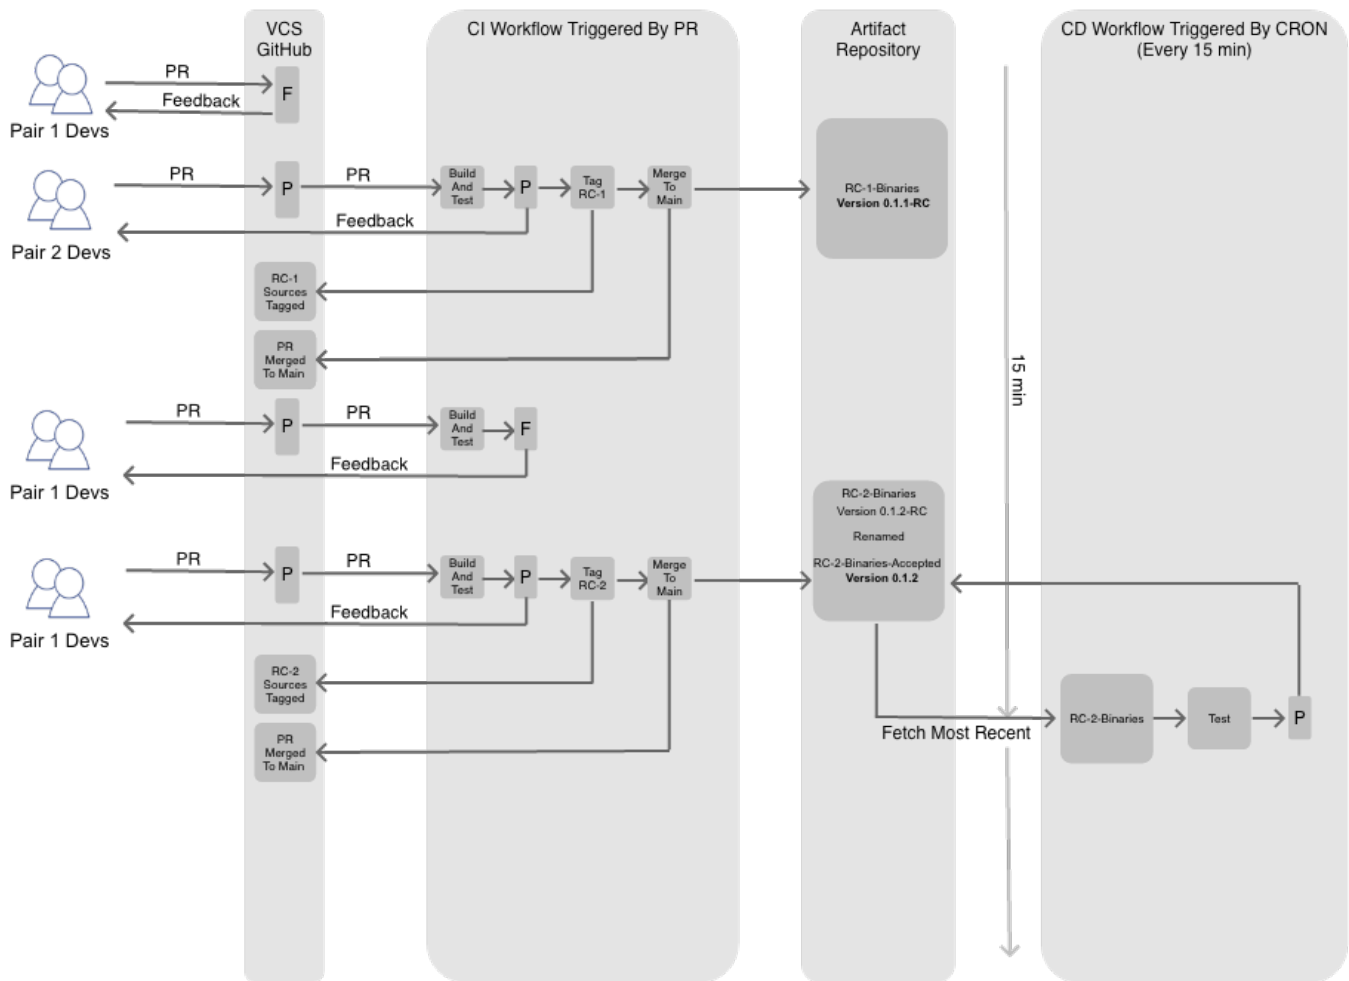 VCS
GitHub
CI Workflow Triggered By PR
Artifact
Repository
CD Workflow Triggered By CRON
(Every 15 min)
PR
F
Feedback
Pair 1 Devs
PR
P
PR
Build
And
Test
P
Tag
RC-1
Merge
To
Main
RC-1-Binaries
Version 0.1.1-RC
Feedback
Pair 2 Devs
RC-1
Sources
Tagged
PR
Merged
To Main
15 min
PR
P
PR
Build
And
Test
F
Feedback
Pair 1 Devs
RC-2-Binaries
Version 0.1.2-RC
Renamed
RC-2-Binaries-Accepted
Version 0.1.2
PR
P
PR
Build
And
Test
P
Tag
RC-2
Merge
To
Main
Feedback
Pair 1 Devs
RC-2
Sources
Tagged
PR
Merged
To Main
Fetch Most Recent
RC-2-Binaries
Test
P